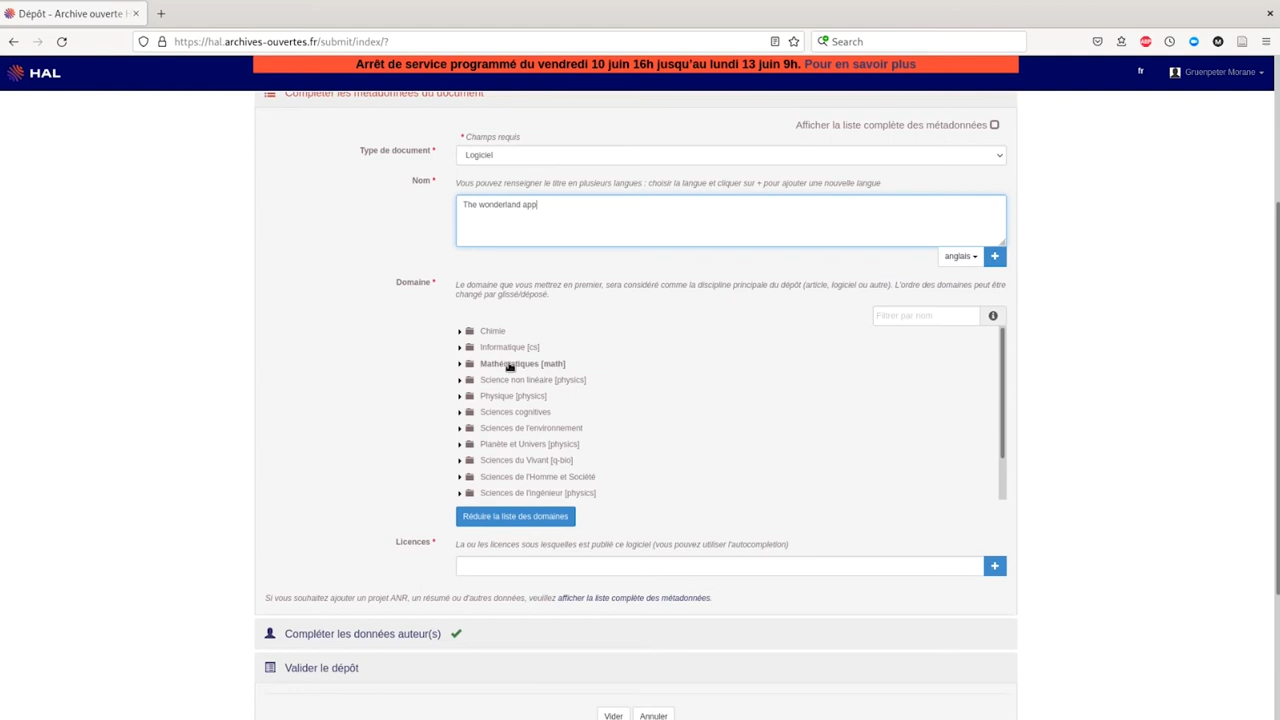 Dépôt - Archive ouverte H
https://hal.archives-ouvertes.fr/submit/index/?
Search
ABP
M
Arrêt de service programmé du vendredi 10 juin 16h jusqu'au lundi 13 juin 9h. Pour en savoir plus
HAL
fr
Gruenpeter Morane
Compléter les métadonnées du document
Afficher la liste complète des métadonnées
* Champs requis
Type de document *
Logiciel
Nom *
Vous pouvez renseigner le titre en plusieurs langues : choisir la langue et cliquer sur + pour ajouter une nouvelle langue
The wonderland app
anglais
+
Domaine *
Le domaine que vous mettrez en premier, sera considéré comme la discipline principale du dépôt (article, logiciel ou autre). L'ordre des domaines peut être
changé par glissé/déposé.
Filtrer par nom
Chimie
Informatique [cs]
Mathématiques [math]
Science non linéaire [physics]
Physique [physics]
Sciences cognitives
Sciences de l'environnement
Planète et Univers [physics]
Sciences du Vivant [q-bio]
Sciences de l'Homme et Société
Sciences de l'ingénieur [physics]
Réduire la liste des domaines
Licences *
La ou les licences sous lesquelles est publié ce logiciel (vous pouvez utiliser l'autocompletion)
+
Si vous souhaitez ajouter un projet ANR, un résumé ou d'autres données, veuillez afficher la liste complète des métadonnées.
Compléter les données auteur(s)
Valider le dépôt
Vider
Annuler